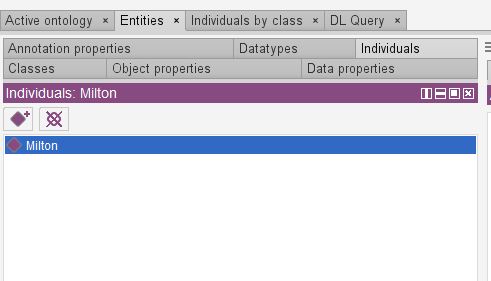 Active ontology × Entities × Individuals by class × DL Query ×
Annotation properties Datatypes Individuals
Classes Object properties Data properties
Individuals: Milton
Milton